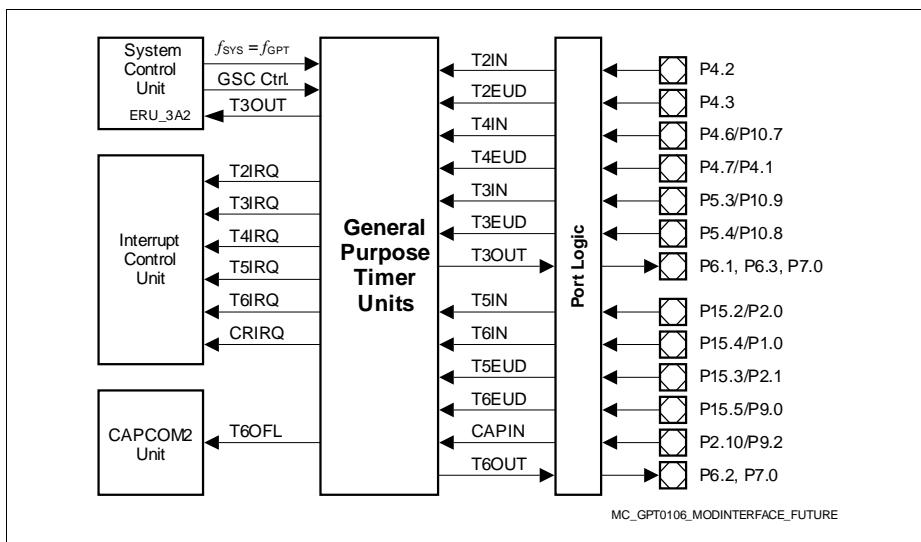 System
Control
Unit
ERU_3A2
fSYS = fGPT
GSC Ctrl.
T3OUT
Interrupt
Control
Unit
T2IRQ
T3IRQ
T4IRQ
T5IRQ
T6IRQ
CRIRQ
CAPCOM2
Unit
T6OFL
General
Purpose
Timer
Units
T2IN
T2EUD
T4IN
T4EUD
T3IN
T3EUD
T3OUT
T5IN
T6IN
T5EUD
T6EUD
CAPIN
T6OUT
Port Logic
P4.2
P4.3
P4.6/P10.7
P4.7/P4.1
P5.3/P10.9
P5.4/P10.8
P6.1, P6.3, P7.0
P15.2/P2.0
P15.4/P1.0
P15.3/P2.1
P15.5/P9.0
P2.10/P9.2
P6.2, P7.0
MC_GPT0106_MODINTERFACE_FUTURE